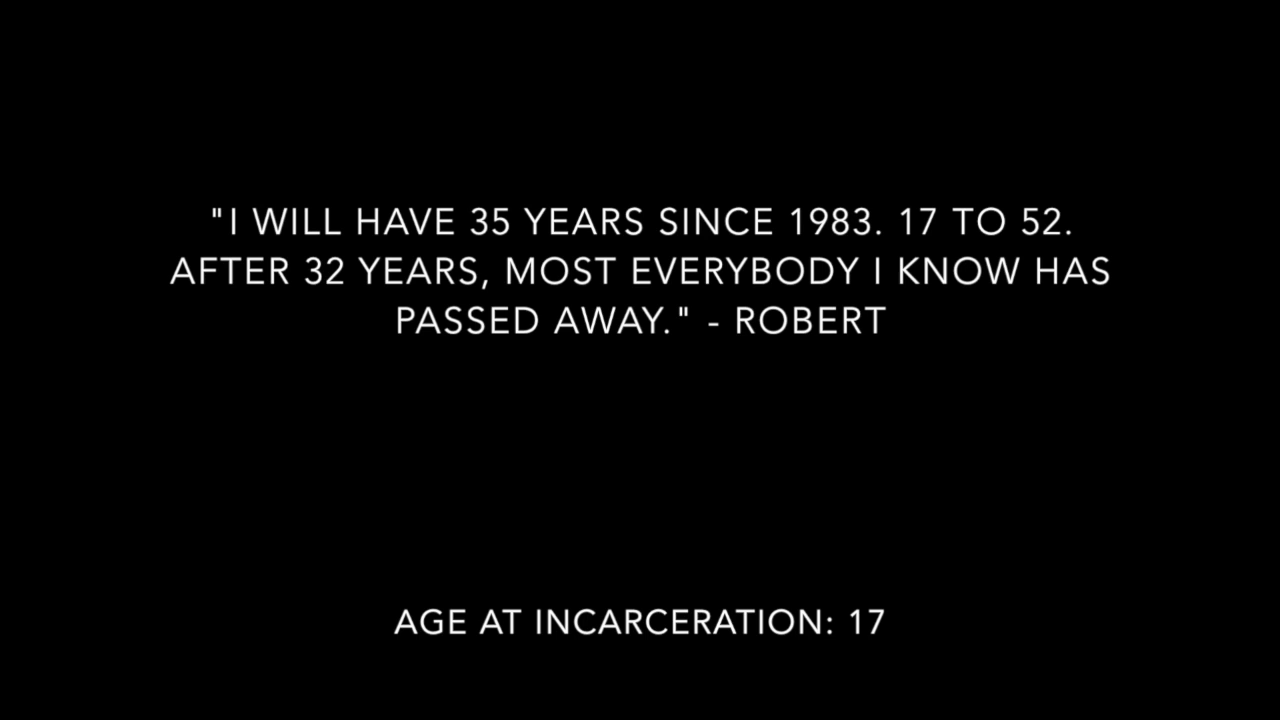 "I WILL HAVE 35 YEARS SINCE 1983. 17 TO 52.
AFTER 32 YEARS, MOST EVERYBODY I KNOW HAS
PASSED AWAY." - ROBERT
AGE AT INCARCERATION: 17